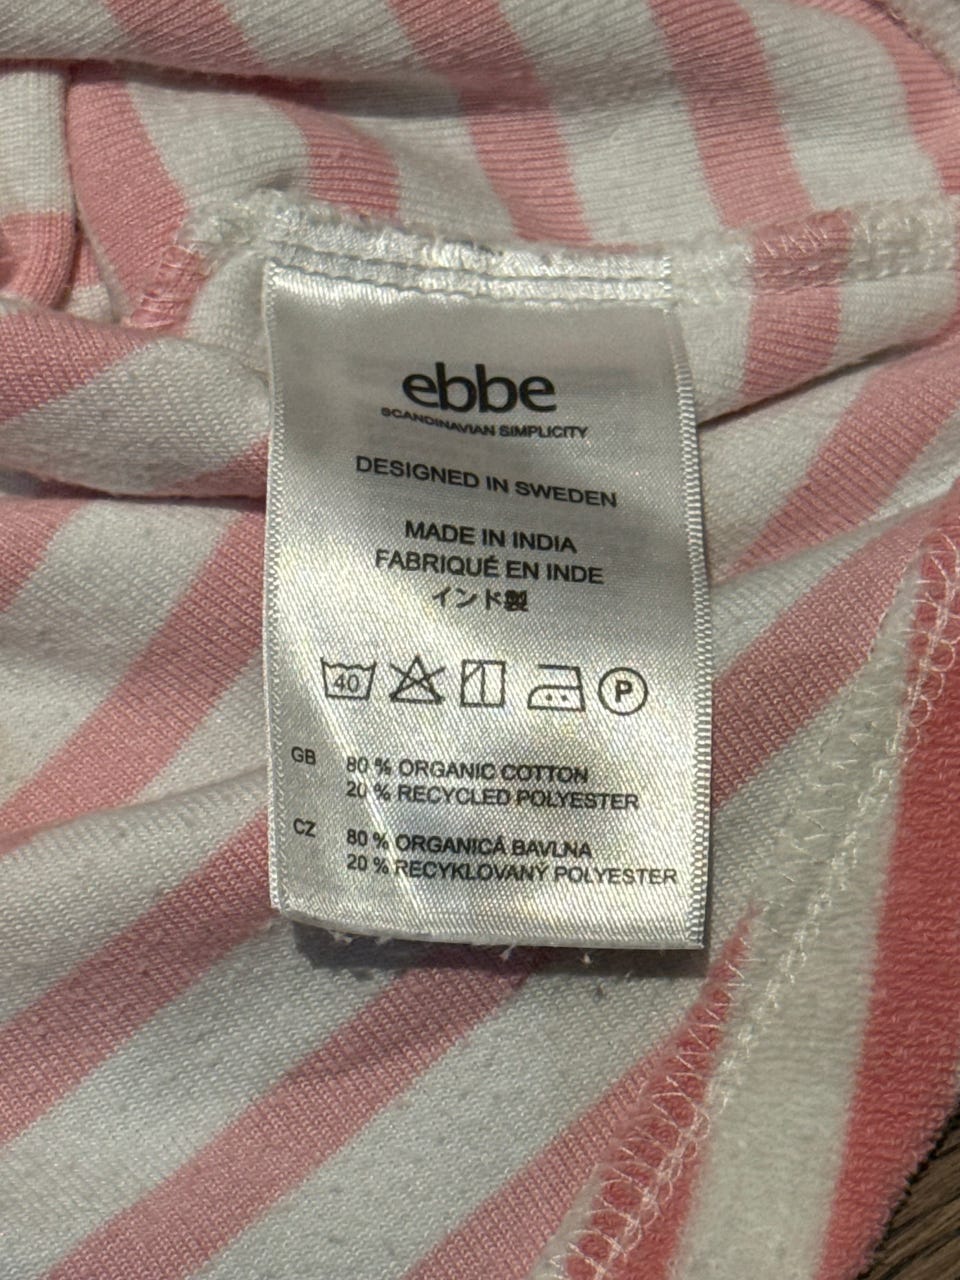 ebbe
SCANDINAVIAN SIMPLICITY
DESIGNED IN SWEDEN
MADE IN INDIA
FABRIQUÉ EN INDE
インド製
40 P
GB 80 % ORGANIC COTTON
20 % RECYCLED POLYESTER
CZ 80 % ORGANICÁ BAVLNA
20 % RECYKLOVANÝ POLYESTER